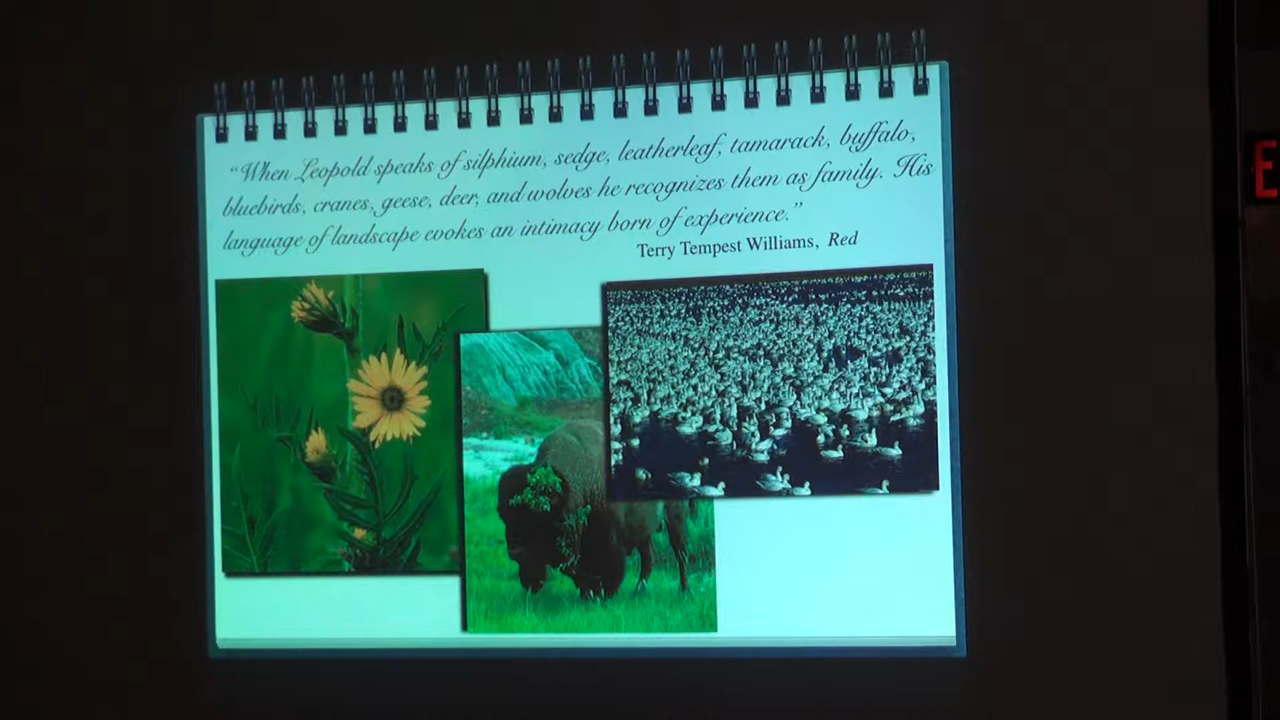 “When Leopold speaks of silphium, sedge, leatherleaf, tamarack, buffalo,
bluebirds, cranes, geese, deer, and wolves he recognizes them as family. His
language of landscape evokes an intimacy born of experience.”
Terry Tempest Williams, Red
E